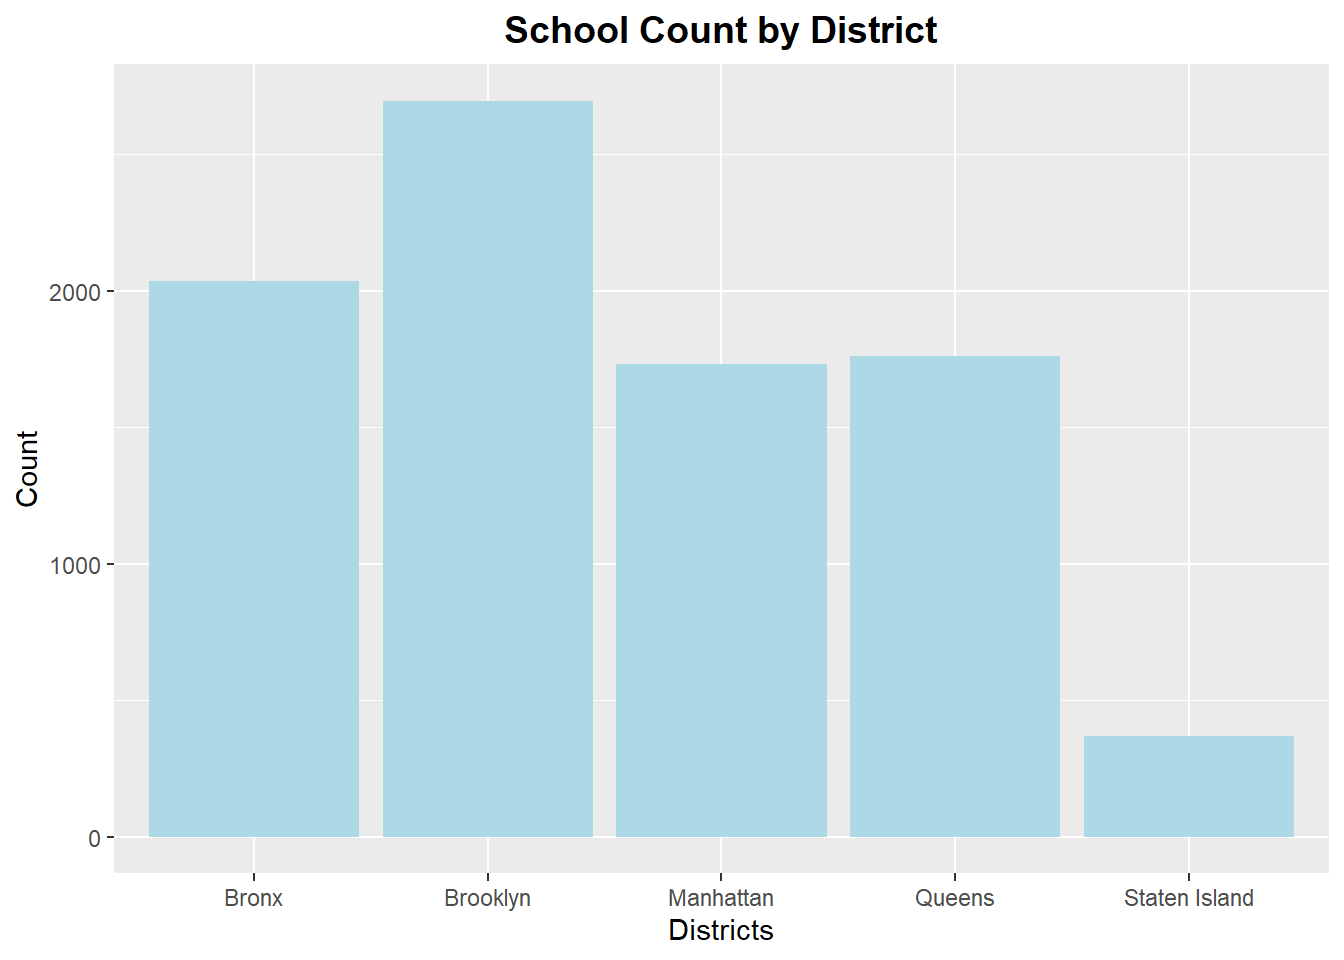 School Count by District
2000
1000
0
Count
Bronx
Brooklyn
Manhattan
Queens
Staten Island
Districts